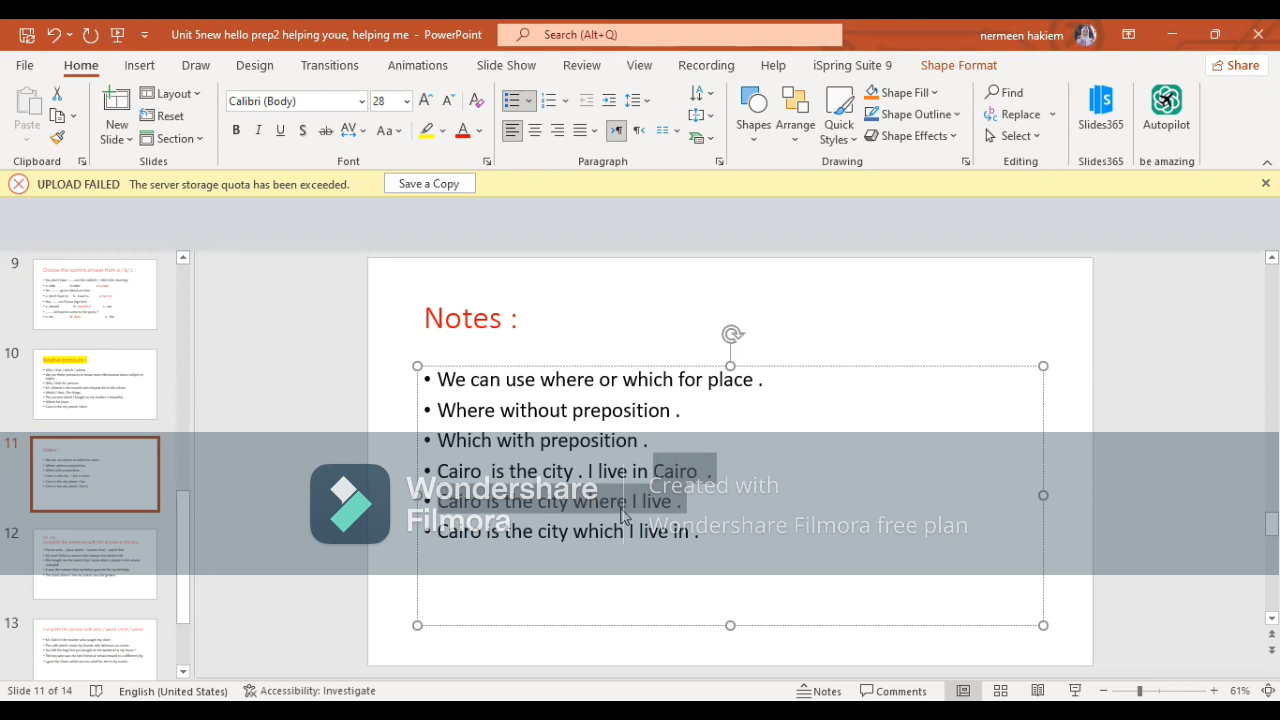 Unit 5new hello prep2 helping youe, helping me - PowerPoint
Search (Alt+Q)
nermeen hakiem
File
Home
Insert
Draw
Design
Transitions
Animations
Slide Show
Review
View
Recording
Help
iSpring Suite 9
Shape Format
Share
Paste
New
Slide
Layout
Reset
Section
Calibri (Body)
28
Shapes
Arrange
Quick
Styles
Shape Fill
Shape Outline
Shape Effects
Find
Replace
Select
Slides365
Autopilot
Clipboard
Slides
Font
Paragraph
Drawing
Editing
Slides365
be amazing
UPLOAD FAILED The server storage quota has been exceeded.
Save a Copy
9
10
11
12
13
Notes :
• We can use where or which for place .
• Where without preposition .
• Which with preposition .
Cairo is the city . I live in Cairo .
• Cairo is the city where I live .
• Cairo is the city which I live in .
Wondershare
Filmora
Created with
Wondershare Filmora free plan
Slide 11 of 14
English (United States)
Accessibility: Investigate
Notes
Comments
61%